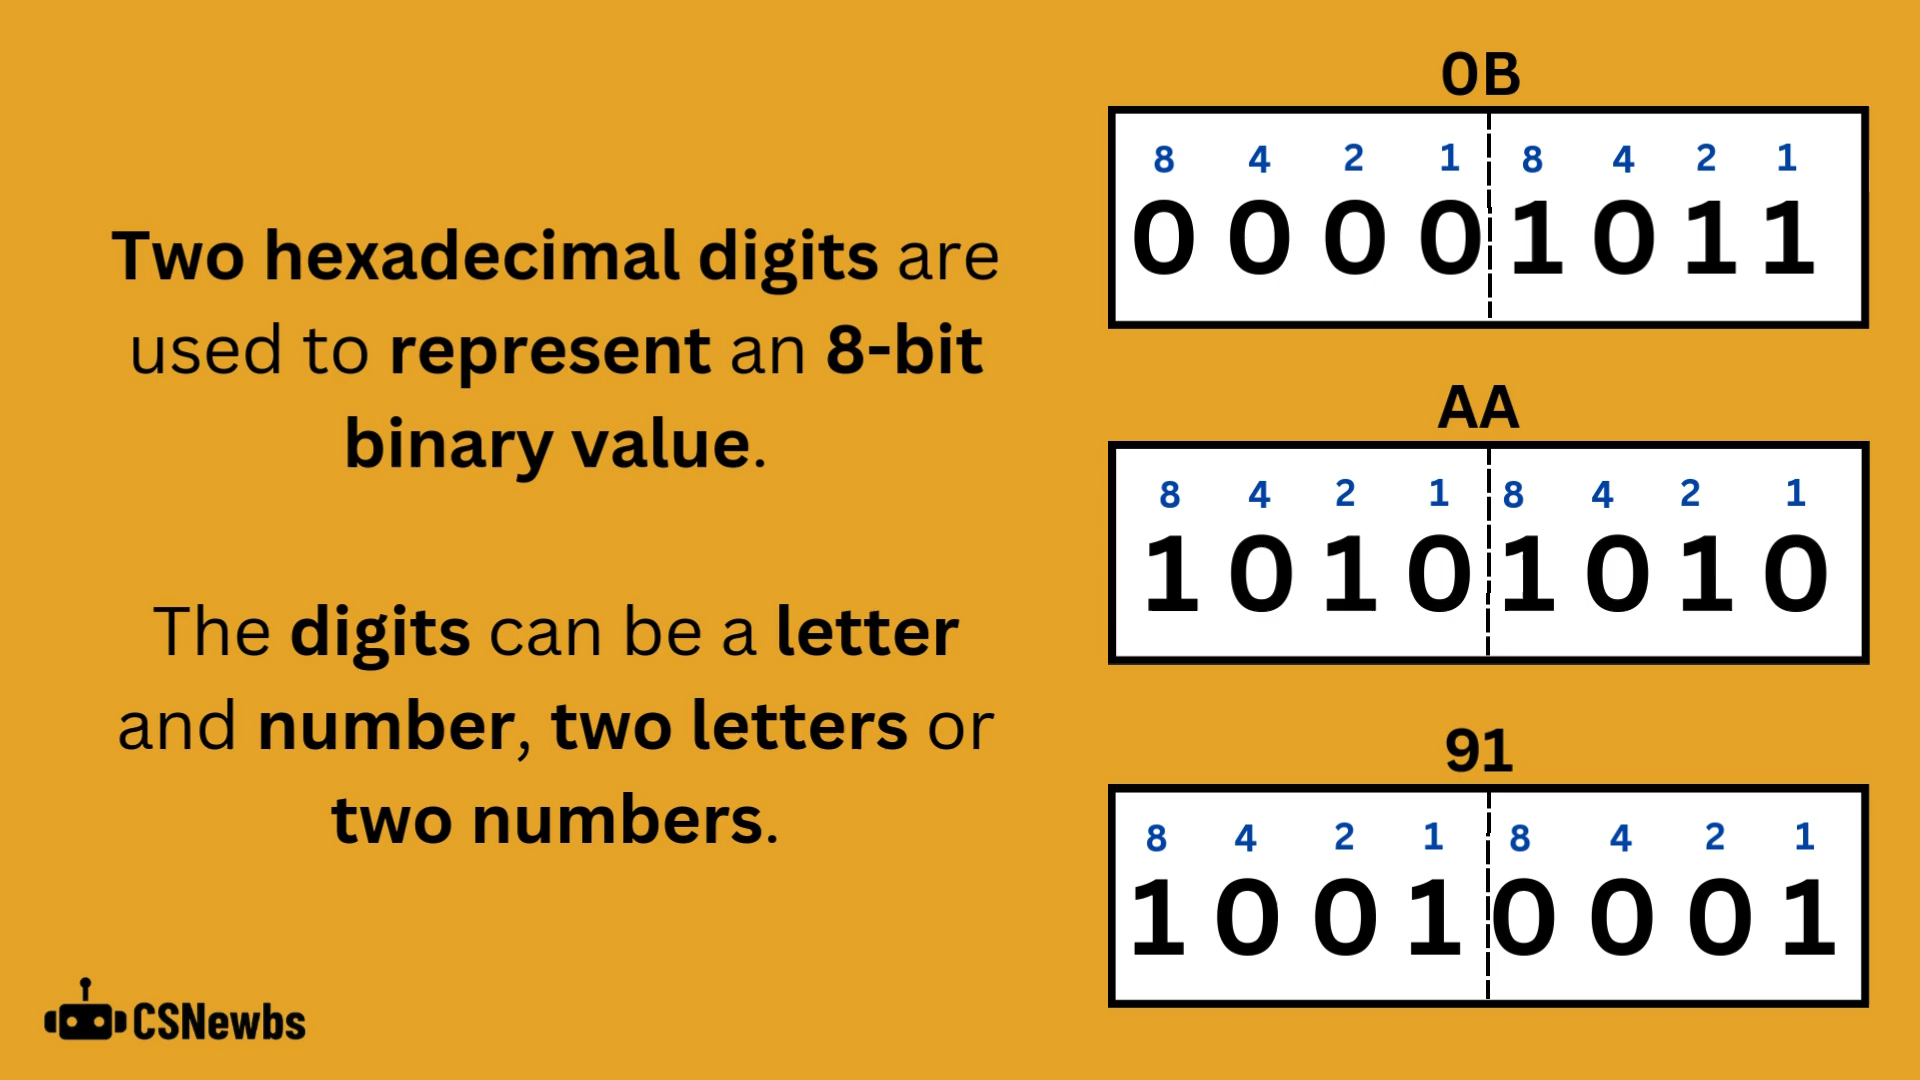 Two hexadecimal digits are
used to represent an 8-bit
binary value.
The digits can be a letter
and number, two letters or
two numbers.
0B
8 4 2 1 8 4 2 1
0 0 0 0 1 0 1 1
AA
8 4 2 1 8 4 2 1
1 0 1 0 1 0 1 0
91
8 4 2 1 8 4 2 1
1 0 0 1 0 0 0 1
CSNewbs